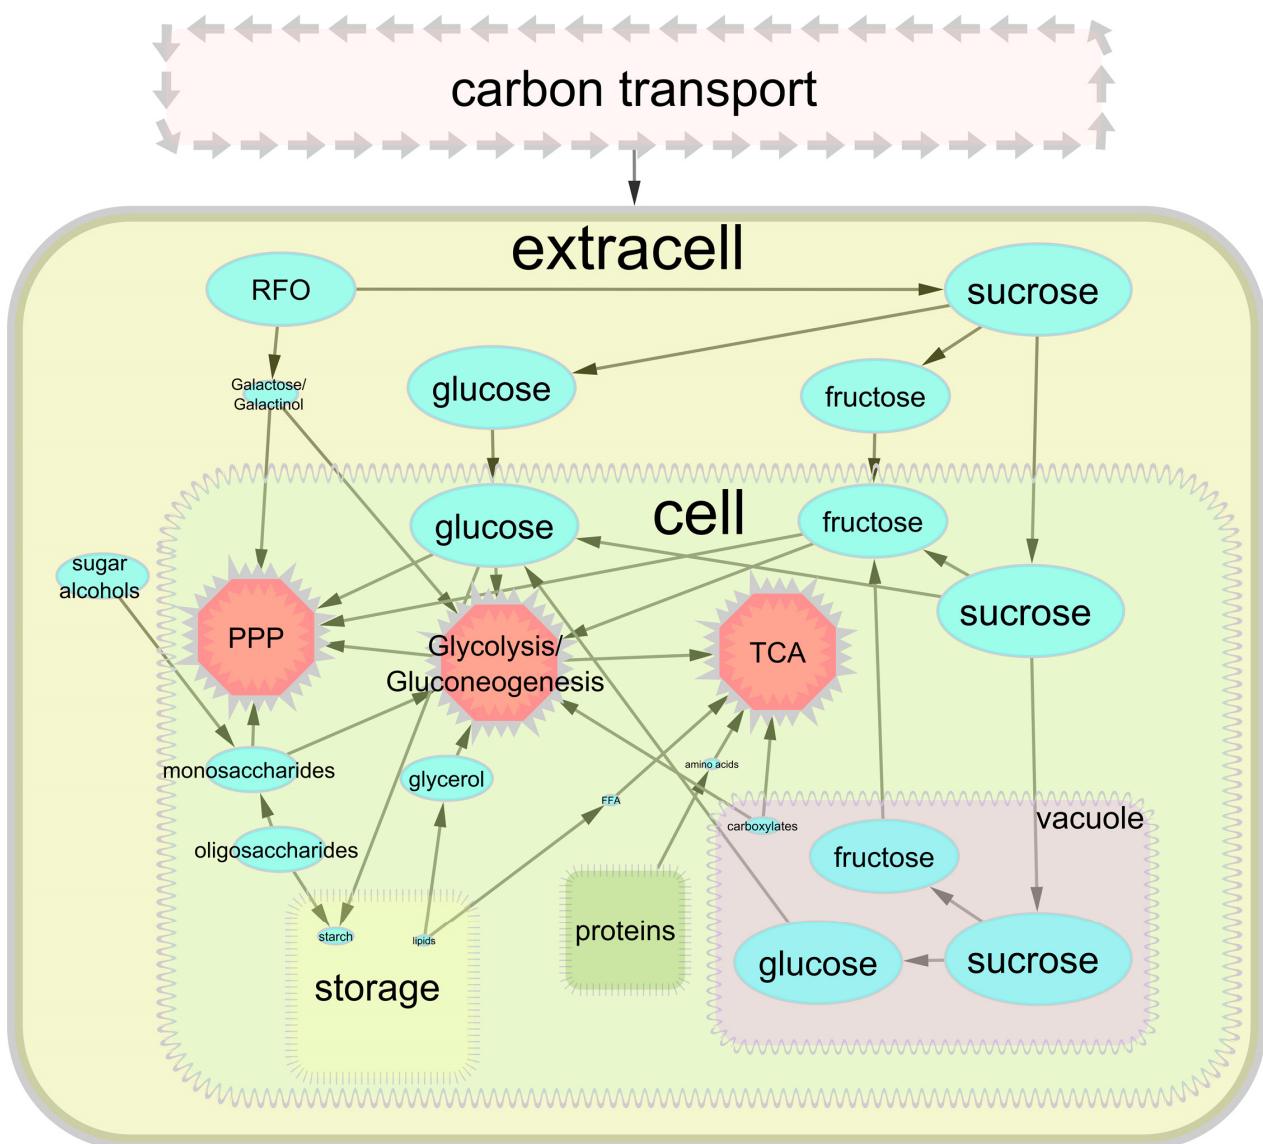 carbon transport
extracell
RFO
sucrose
Galactose/
Galactinol
glucose
fructose
cell
glucose
fructose
sugar
alcohols
sucrose
PPP
Glycolysis/
Gluconeogenesis
TCA
monosaccharides
glycerol
amino acids
FFA
carboxylates
vacuole
oligosaccharides
fructose
starch
lipids
proteins
glucose
sucrose
storage